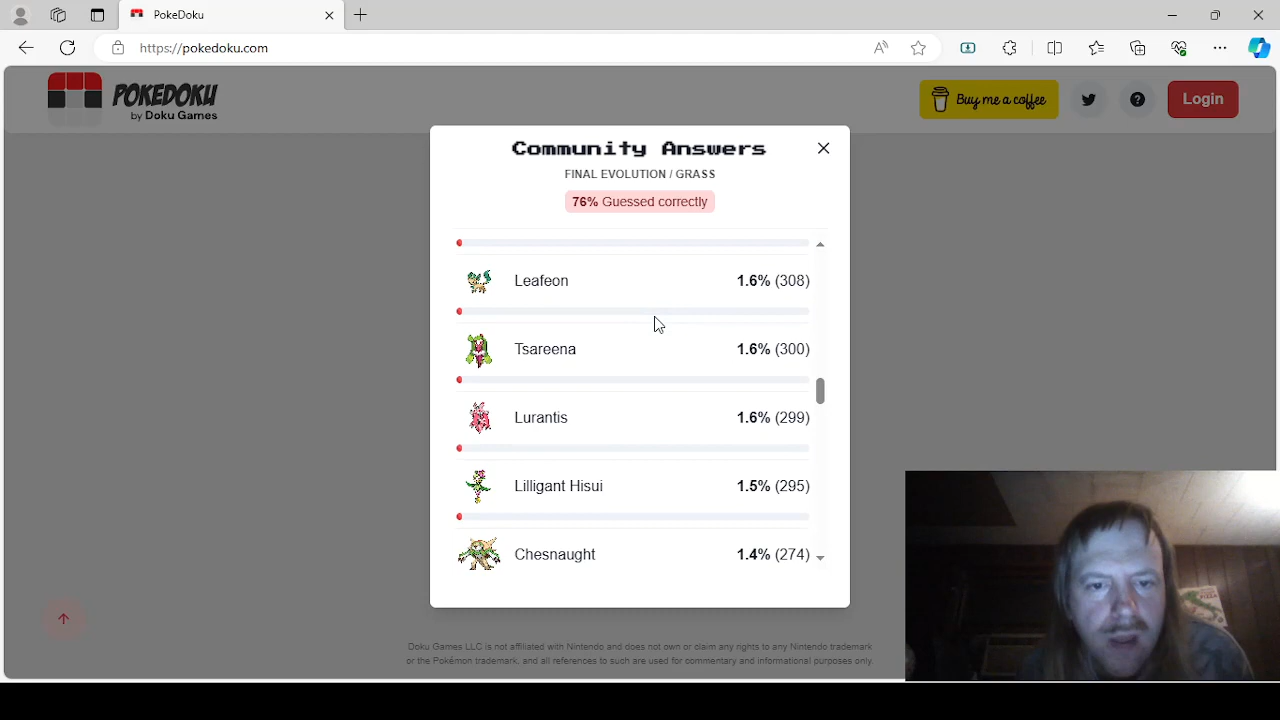 PokeDoku
https://pokedoku.com
POKEDOKU
by Doku Games
Buy me a coffee
Login
Community Answers
FINAL EVOLUTION / GRASS
76% Guessed correctly
Leafeon 1.6% (308)
Tsareena 1.6% (300)
Lurantis 1.6% (299)
Lilligant Hisui 1.5% (295)
Chesnaught 1.4% (274)
Doku Games LLC is not affiliated with Nintendo and does not own or claim any rights to any Nintendo trademark
or the Pokémon trademark, and all references to such are used for commentary and informational purposes only.